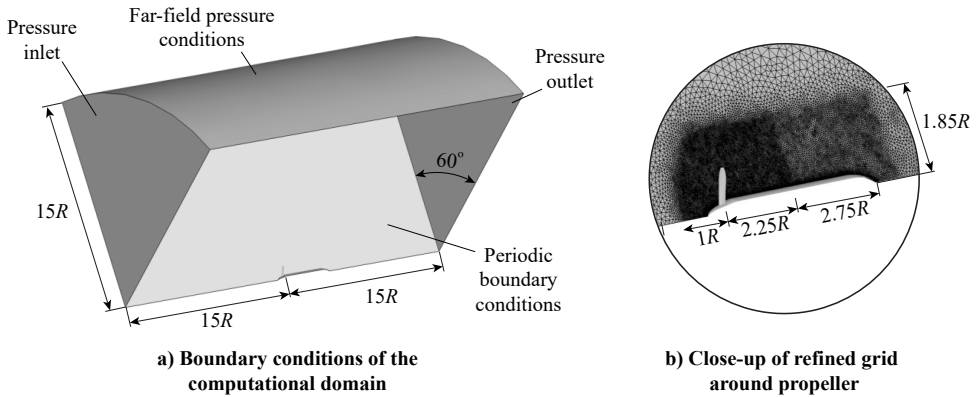 Far-field pressure
conditions
Pressure
inlet
Pressure
outlet
60°
15R
15R
15R
Periodic
boundary
conditions
a) Boundary conditions of the
computational domain
1.85R
1R
2.25R
2.75R
b) Close-up of refined grid
around propeller